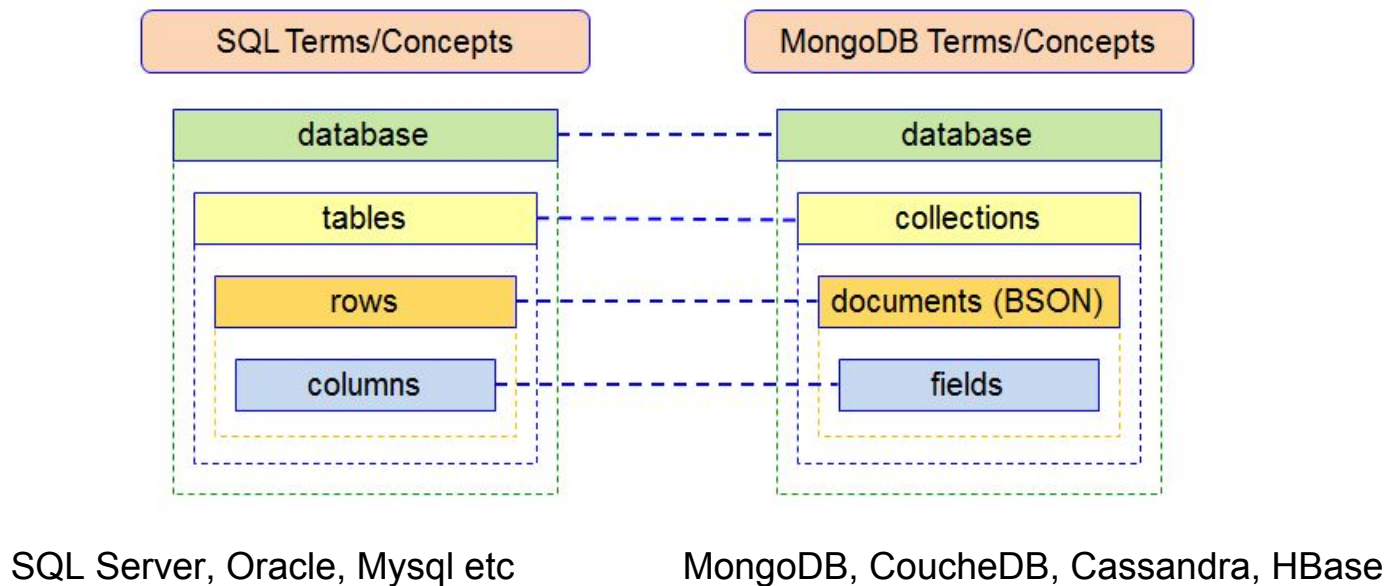 SQL Terms/Concepts
MongoDB Terms/Concepts
database
database
tables
collections
rows
documents (BSON)
columns
fields
SQL Server, Oracle, Mysql etc
MongoDB, CoucheDB, Cassandra, HBase